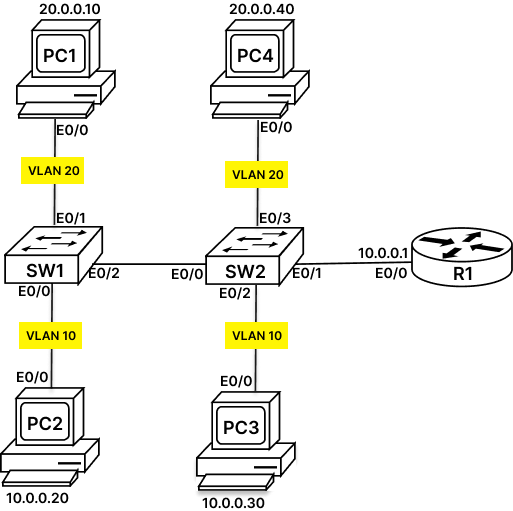 20.0.0.10
20.0.0.40
PC1
PC4
E0/0
E0/0
VLAN 20
VLAN 20
E0/1
E0/3
10.0.0.1
SW1
E0/2
E0/0
SW2
E0/1
E0/0
R1
E0/0
E0/2
VLAN 10
VLAN 10
E0/0
E0/0
PC2
PC3
10.0.0.20
10.0.0.30